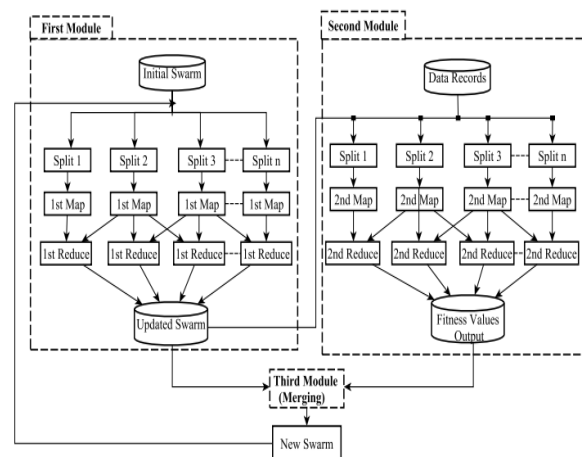 First Module
Initial Swarm
Split 1
Split 2
Split 3
Split n
1st Map
1st Map
1st Map
1st Map
1st Reduce
1st Reduce
1st Reduce
1st Reduce
Updated Swarm
Second Module
Data Records
Split 1
Split 2
Split 3
Split n
2nd Map
2nd Map
2nd Map
2nd Map
2nd Reduce
2nd Reduce
2nd Reduce
2nd Reduce
Fitness Values
Output
Third Module
(Merging)
New Swarm